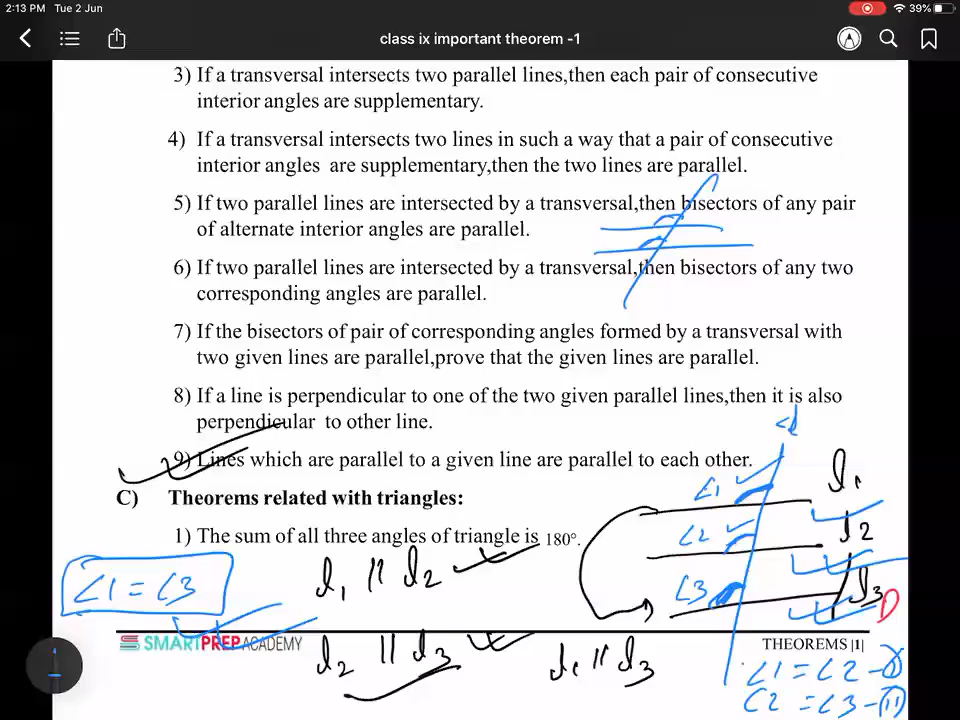 2:13 PM Tue 2 Jun
39%
class ix important theorem -1
3) If a transversal intersects two parallel lines,then each pair of consecutive
interior angles are supplementary.
4) If a transversal intersects two lines in such a way that a pair of consecutive
interior angles are supplementary,then the two lines are parallel.
5) If two parallel lines are intersected by a transversal,then bisectors of any pair
of alternate interior angles are parallel.
6) If two parallel lines are intersected by a transversal,then bisectors of any two
corresponding angles are parallel.
7) If the bisectors of pair of corresponding angles formed by a transversal with
two given lines are parallel,prove that the given lines are parallel.
8) If a line is perpendicular to one of the two given parallel lines,then it is also
perpendicular to other line.
9) Lines which are parallel to a given line are parallel to each other.
C) Theorems related with triangles:
1) The sum of all three angles of triangle is 180°.
∠1 l1
∠2 l2
∠3 l3
∠1 = ∠3
l1 || l2
SMARTPREP ACADEMY
THEOREMS |1|
l2 || l3
l1 || l3
∠1 = ∠2 -
∠2 = ∠3 - (II)